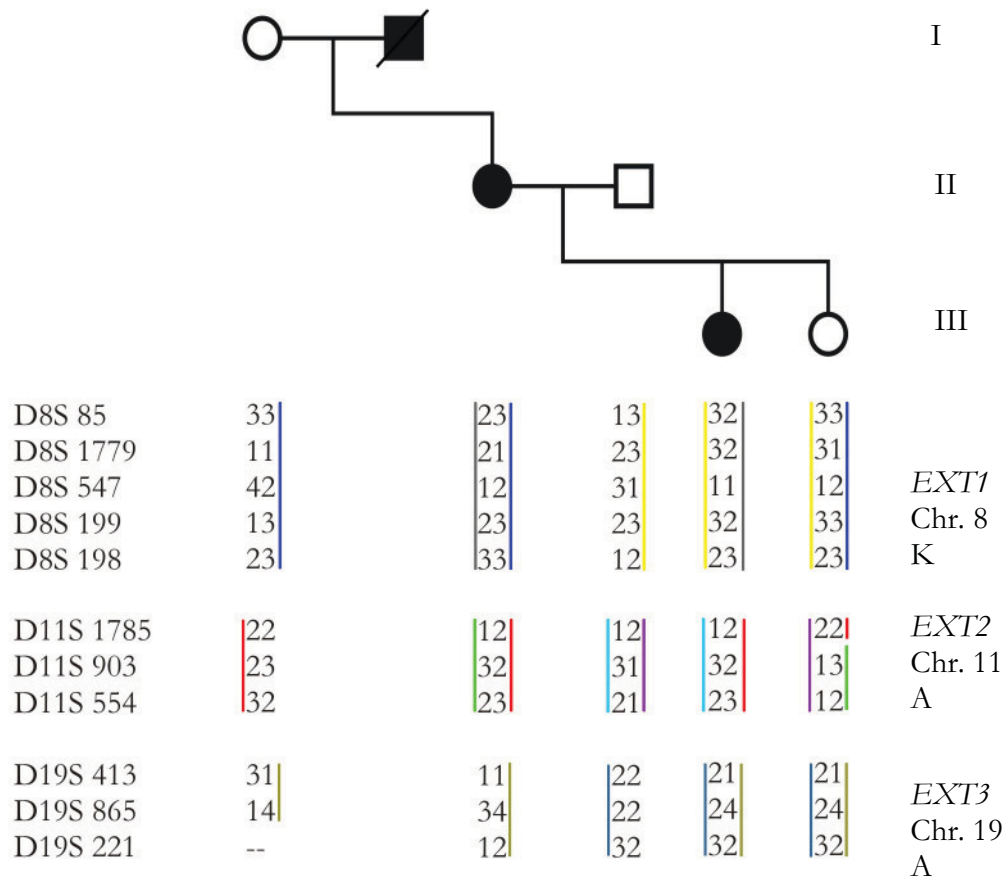 I
II
III
D8S 85 33 23 13 32 33
D8S 1779 11 21 23 32 31
D8S 547 42 12 31 11 12 EXT1
D8S 199 13 23 23 32 33 Chr. 8
D8S 198 23 33 12 23 23 K
D11S 1785 22 12 12 12 22 EXT2
D11S 903 23 32 31 32 13 Chr. 11
D11S 554 32 23 21 23 12 A
D19S 413 31 11 22 21 21
D19S 865 14 34 22 24 24 EXT3
D19S 221 -- 12 32 32 32 Chr. 19
A